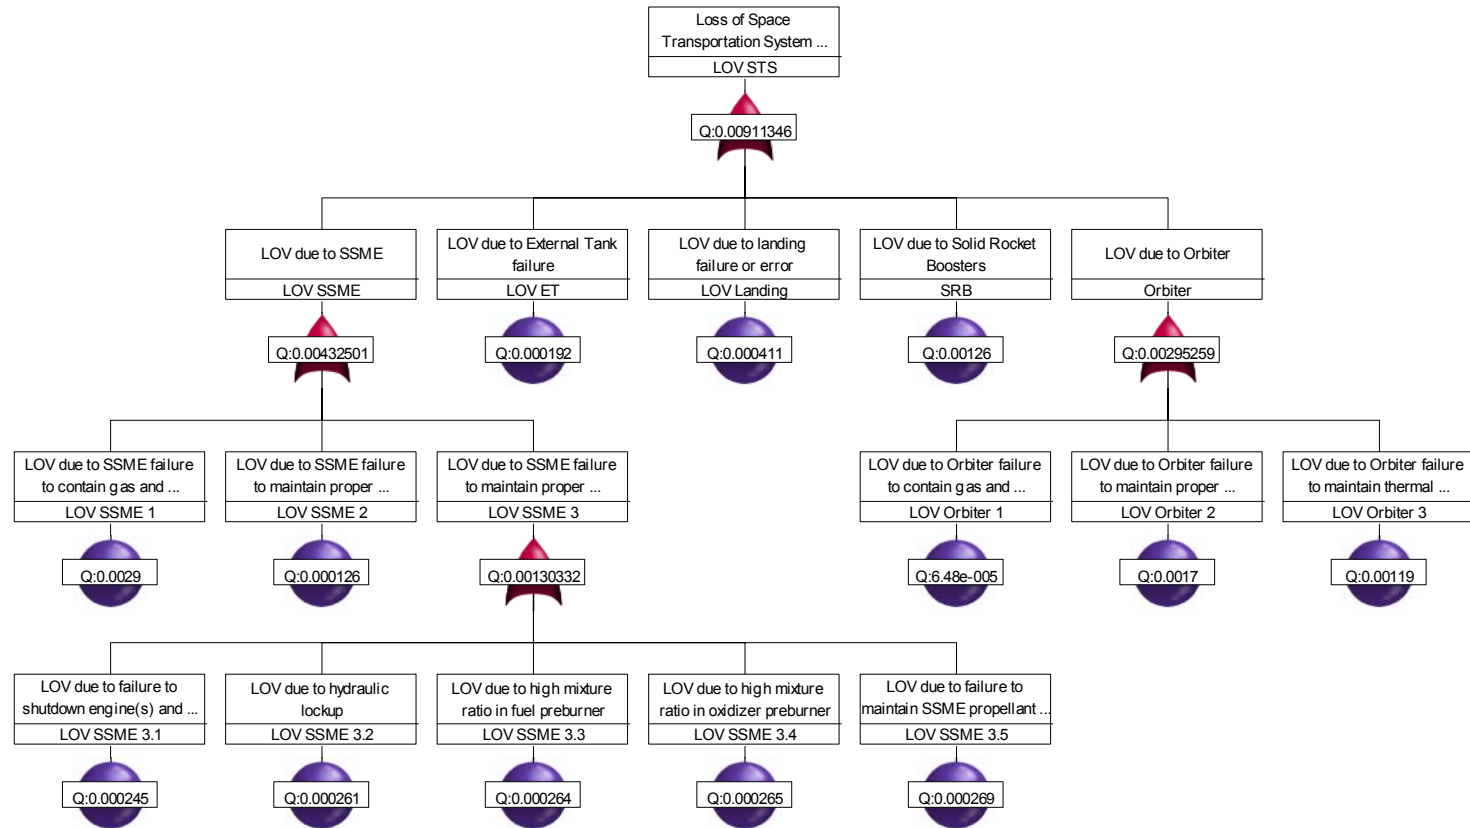 Loss of Space
Transportation System ...
LOV STS
Q:0.00911346
LOV due to SSME
LOV SSME
Q:0.00432501
LOV due to External Tank
failure
LOV ET
Q:0.000192
LOV due to landing
failure or error
LOV Landing
Q:0.000411
LOV due to Solid Rocket
Boosters
SRB
Q:0.00126
LOV due to Orbiter
Orbiter
Q:0.00295259
LOV due to SSME failure
to contain gas and ...
LOV SSME 1
Q:0.0029
LOV due to SSME failure
to maintain proper ...
LOV SSME 2
Q:0.000126
LOV due to SSME failure
to maintain proper ...
LOV SSME 3
Q:0.00130332
LOV due to Orbiter failure
to contain gas and ...
LOV Orbiter 1
Q:6.48e-005
LOV due to Orbiter failure
to maintain proper ...
LOV Orbiter 2
Q:0.0017
LOV due to Orbiter failure
to maintain thermal ...
LOV Orbiter 3
Q:0.00119
LOV due to failure to
shutdown engine(s) and ...
LOV SSME 3.1
Q:0.000245
LOV due to hydraulic
lockup
LOV SSME 3.2
Q:0.000261
LOV due to high mixture
ratio in fuel preburner
LOV SSME 3.3
Q:0.000264
LOV due to high mixture
ratio in oxidizer preburner
LOV SSME 3.4
Q:0.000265
LOV due to failure to
maintain SSME propellant ...
LOV SSME 3.5
Q:0.000269